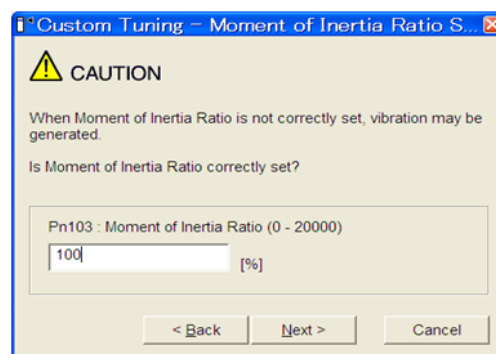 Custom Tuning - Moment of Inertia Ratio S...
CAUTION
When Moment of Inertia Ratio is not correctly set, vibration may be
generated.
Is Moment of Inertia Ratio correctly set?
Pn103 : Moment of Inertia Ratio (0 - 20000)
100
[%]
< Back
Next >
Cancel